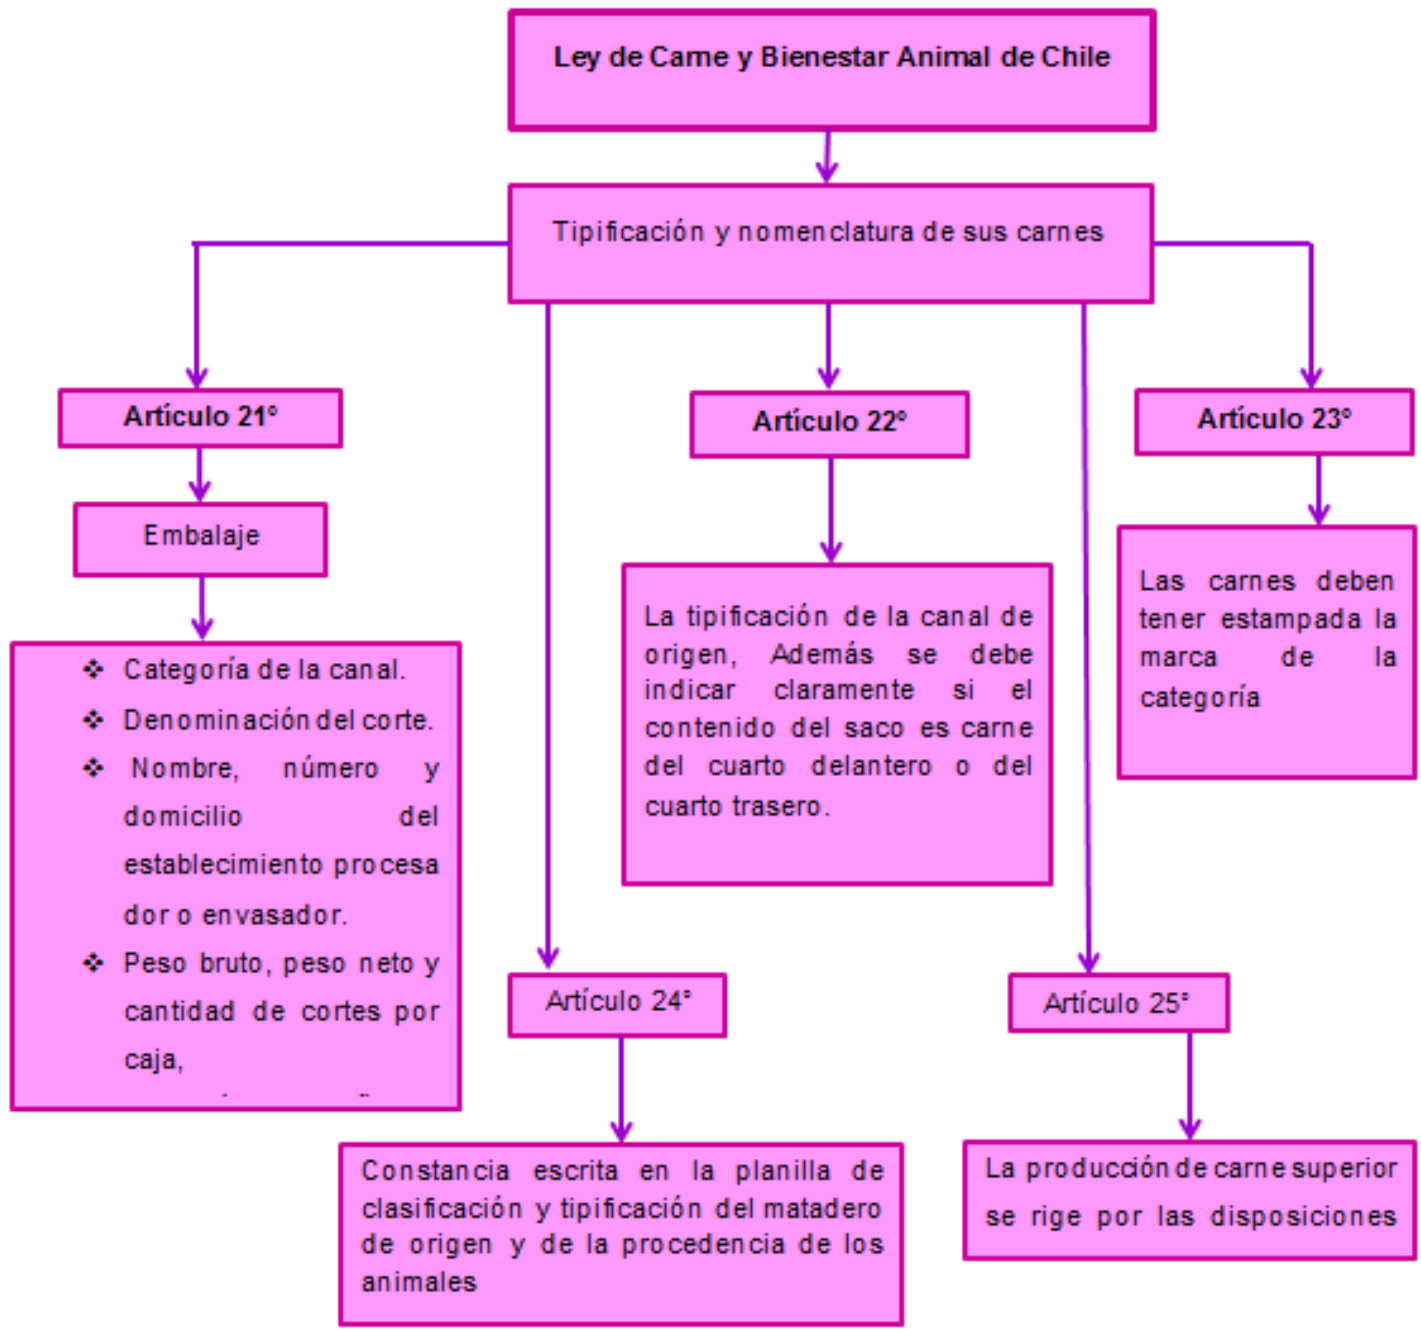 Ley de Carne y Bienestar Animal de Chile
Tipificación y nomenclatura de sus carnes
Artículo 21°
Embalaje
❖ Categoría de la canal.
❖ Denominación del corte.
❖ Nombre, número y
domicilio del
establecimiento procesa
dor o envasador.
❖ Peso bruto, peso neto y
cantidad de cortes por
caja,
Artículo 22°
La tipificación de la canal de
origen, Además se debe
indicar claramente si el
contenido del saco es carne
del cuarto delantero o del
cuarto trasero.
Artículo 23°
Las carnes deben
tener estampada la
marca de la
categoría
Artículo 24°
Constancia escrita en la planilla de
clasificación y tipificación del matadero
de origen y de la procedencia de los
animales
Artículo 25°
La producción de carne superior
se rige por las disposiciones